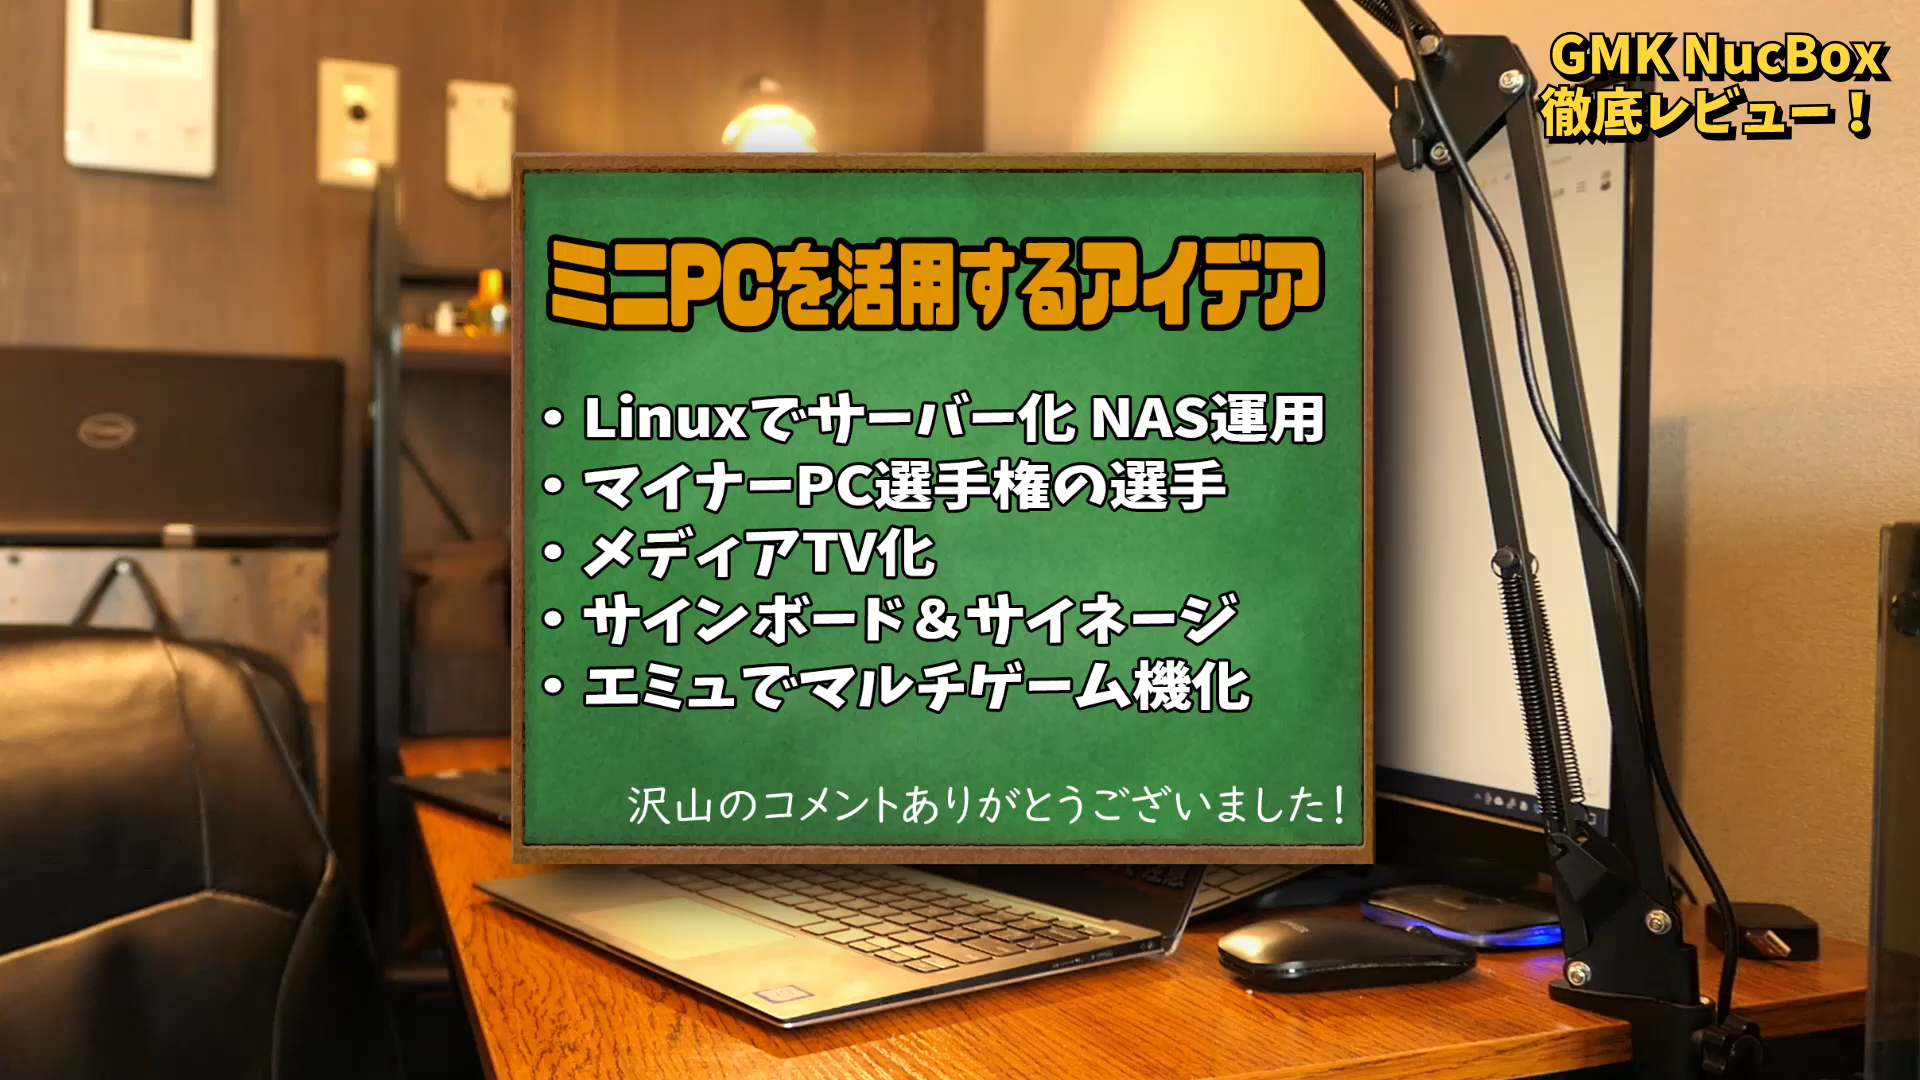 GMK NucBox
徹底レビュー！
ミニPCを活用するアイデア
・Linuxでサーバー化 NAS運用
・マイナーPC選手権の選手
・メディアTV化
・サインボード＆サイネージ
・エミュでマルチゲーム機化
沢山のコメントありがとうございました！